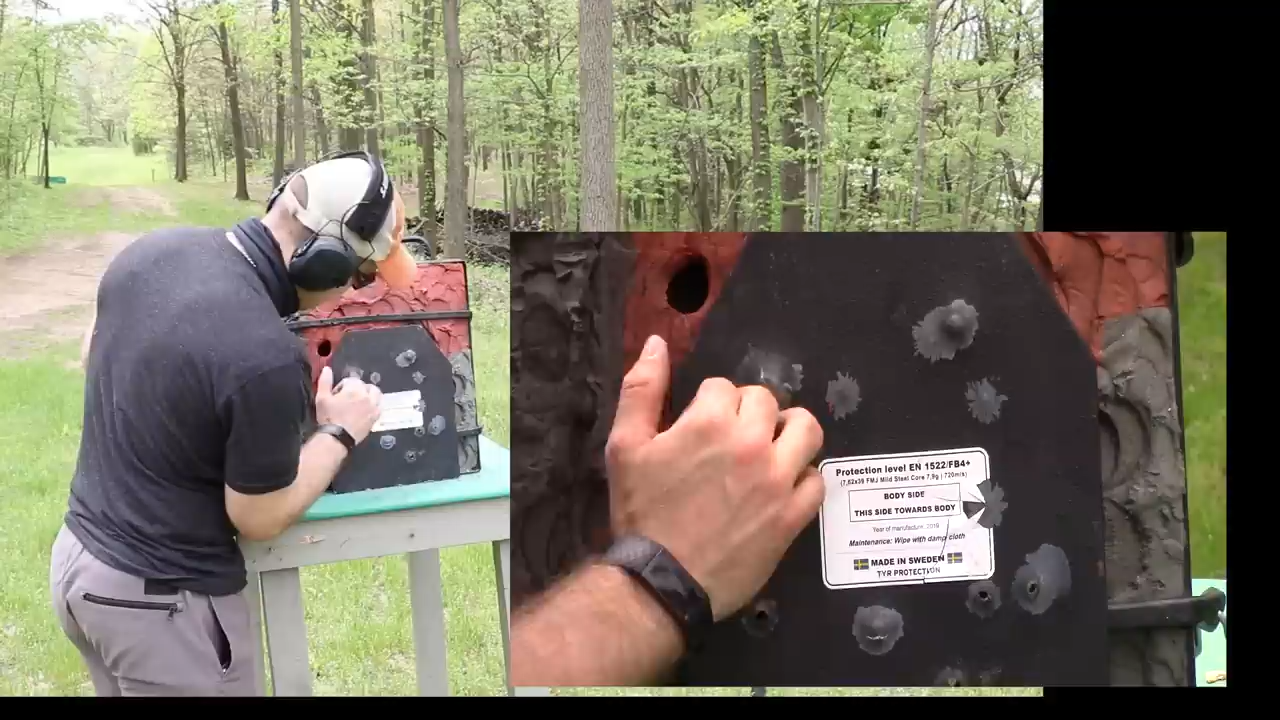 Protection level EN 1522/FB4+
(7,62x39 FMJ Mild Steel Core 7,9g | 720m/s)
BODY SIDE
THIS SIDE TOWARDS BODY
Year of manufacture, 2019
Maintenance: Wipe with damp cloth
MADE IN SWEDEN
TYR PROTECTION